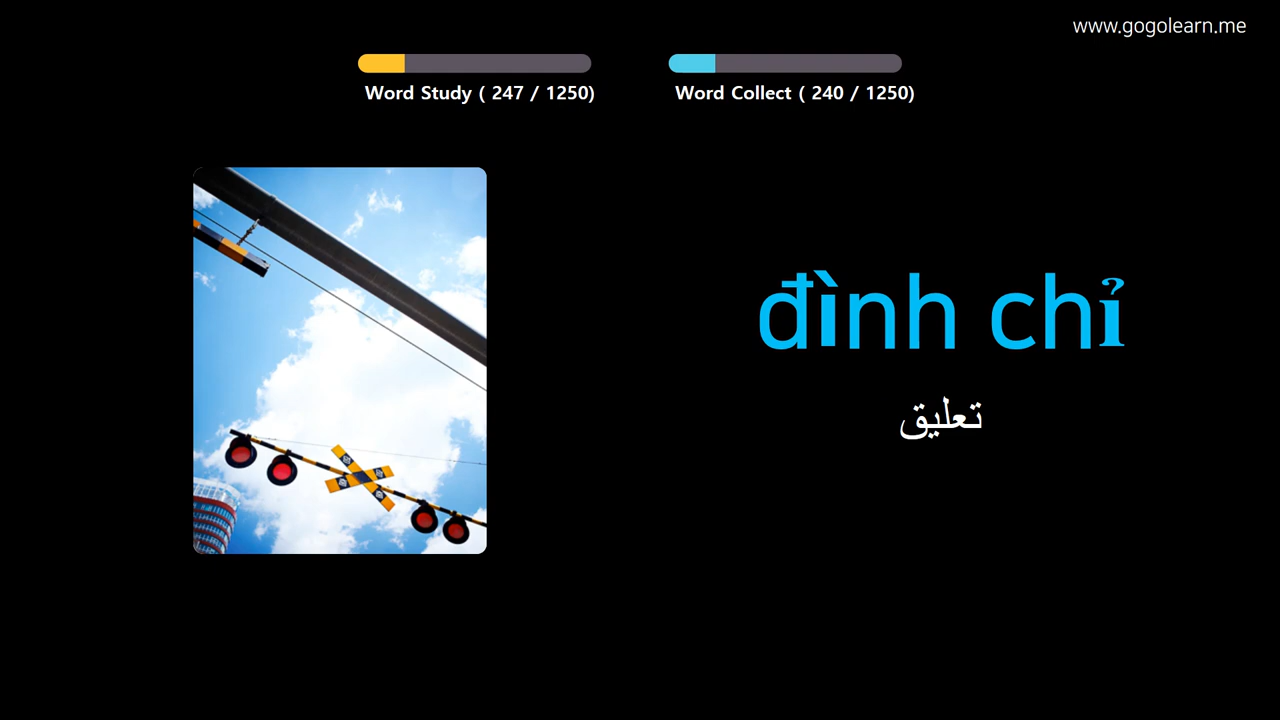 www.gogolearn.me
Word Study ( 247 / 1250)
Word Collect ( 240 / 1250)
đình chỉ
تعليق